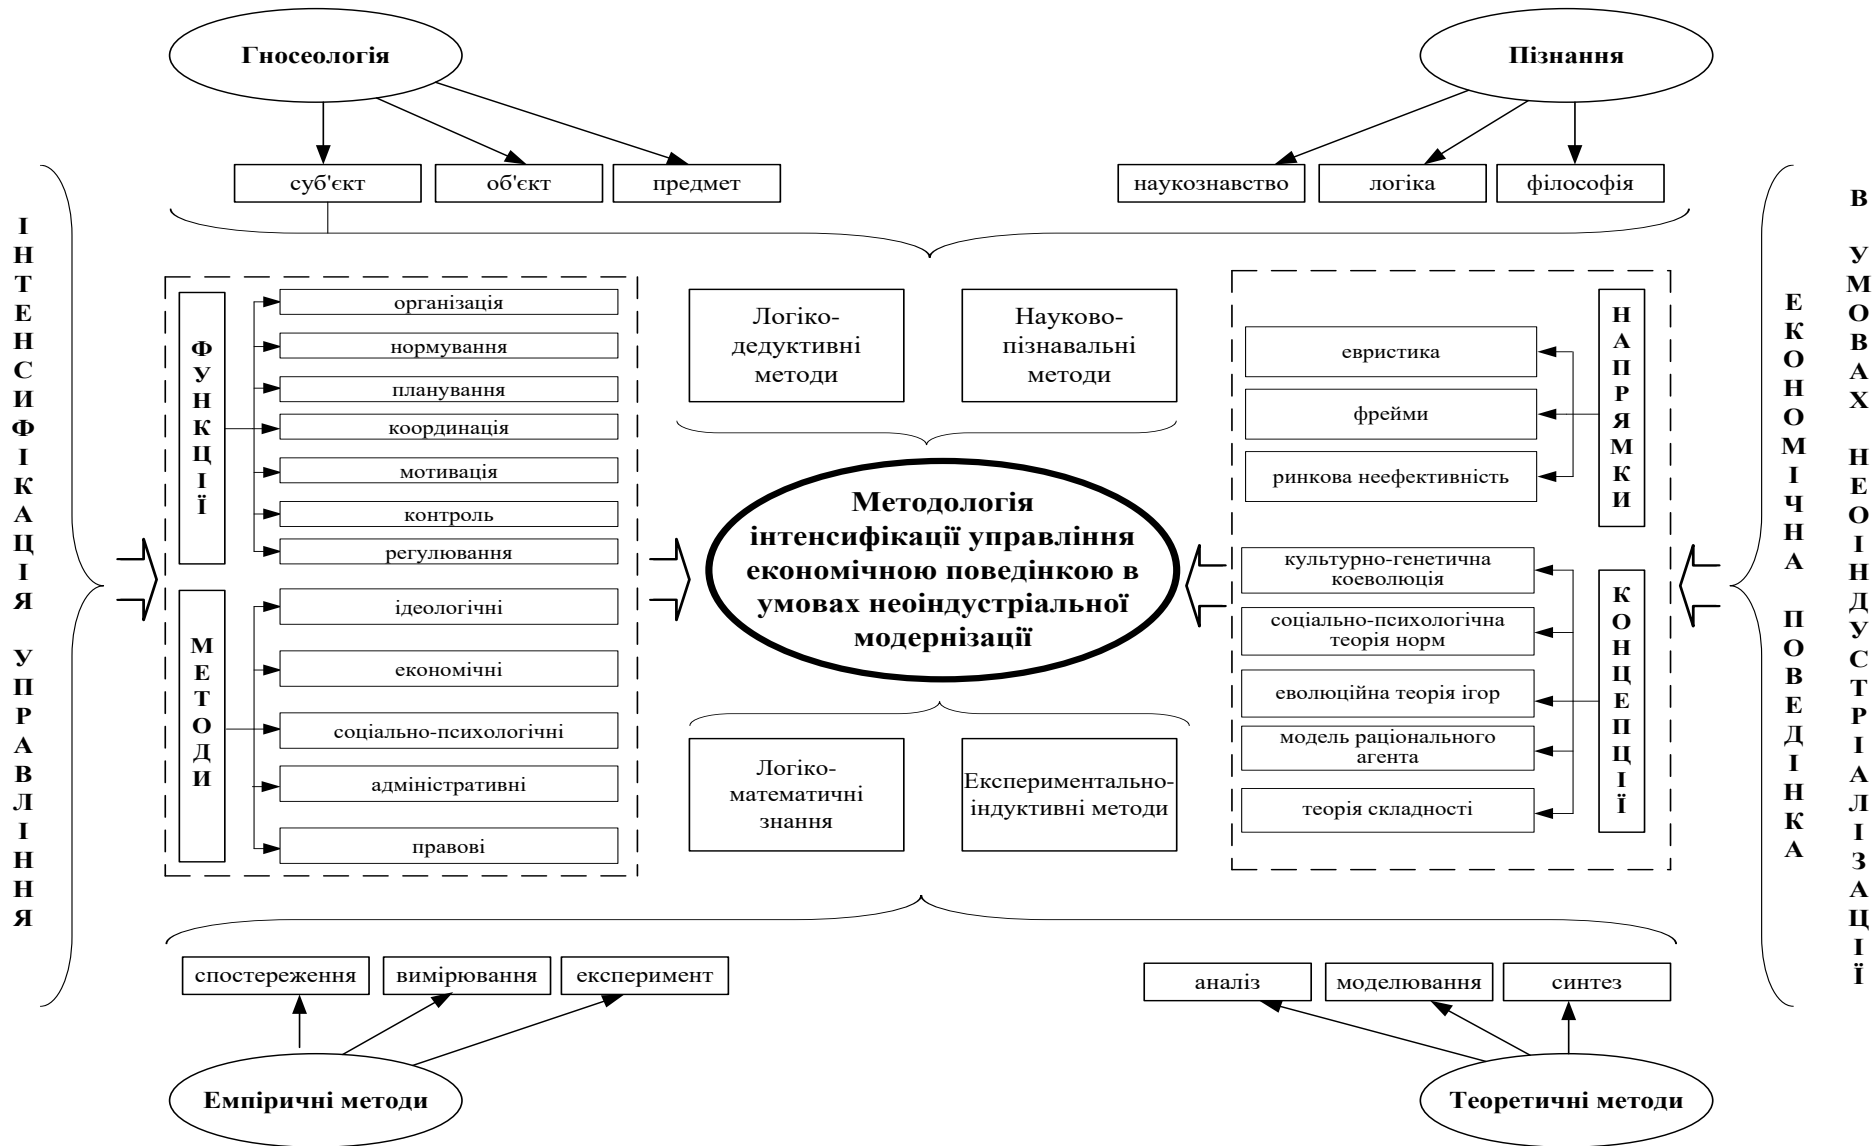 Гносеологія
Пізнання
суб'єкт
об'єкт
предмет
наукознавство
логіка
філософія
ІНТЕНСИФІКАЦІЯ УПРАВЛІННЯ
ФУНКЦІЇ
організація
нормування
планування
координація
мотивація
контроль
регулювання
МЕТОДИ
ідеологічні
економічні
соціально-психологічні
адміністративні
правові
Логіко-
дедуктивні
методи
Науково-
пізнавальні
методи
Методологія
інтенсифікації управління
економічною поведінкою в
умовах неоіндустріальної
модернізації
Логіко-
математичні
знання
Експериментально-
індуктивні методи
НАПРЯМКИ
евристика
фрейми
ринкова неефективність
КОНЦЕПЦІЇ
культурно-генетична
коеволюція
соціально-психологічна
теорія норм
еволюційна теорія ігор
модель раціонального
агента
теорія складності
ЕКОНОМІЧНА ПОВЕДІНКА
В УМОВАХ НЕОІНДУСТРІАЛІЗАЦІЇ
спостереження
вимірювання
експеримент
аналіз
моделювання
синтез
Емпіричні методи
Теоретичні методи